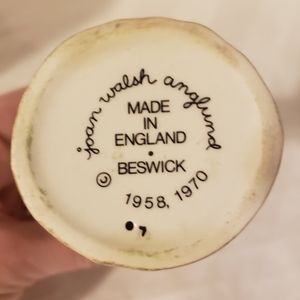 joan walsh anglund
MADE
IN
ENGLAND
•
BESWICK
©
1958, 1970